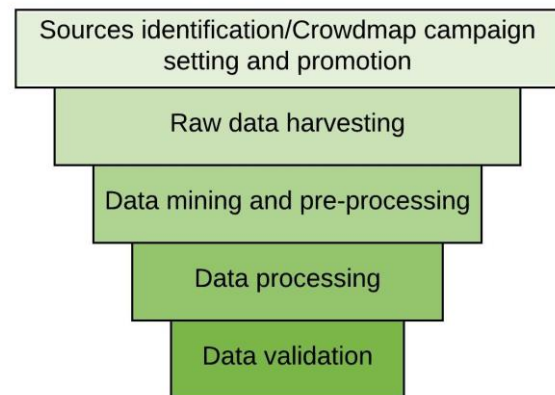 Sources identification/Crowdmap campaign
setting and promotion
Raw data harvesting
Data mining and pre-processing
Data processing
Data validation